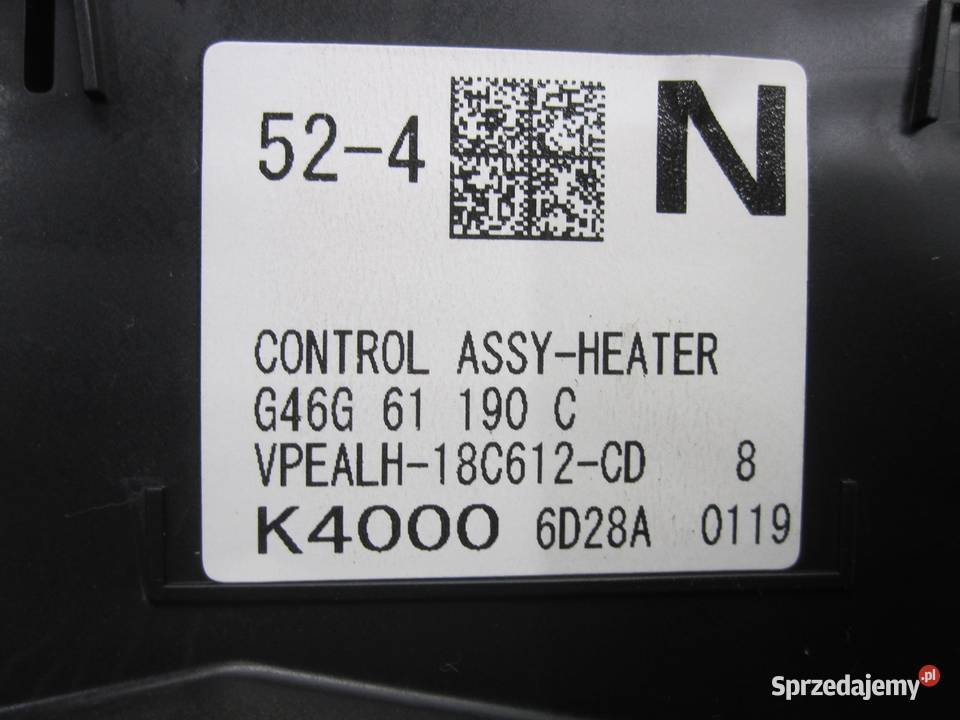 52-4 N
CONTROL ASSY-HEATER
G46G 61 190 C
VPEALH-18C612-CD 8
K4000 6D28A 0119
Sprzedajemy.pl